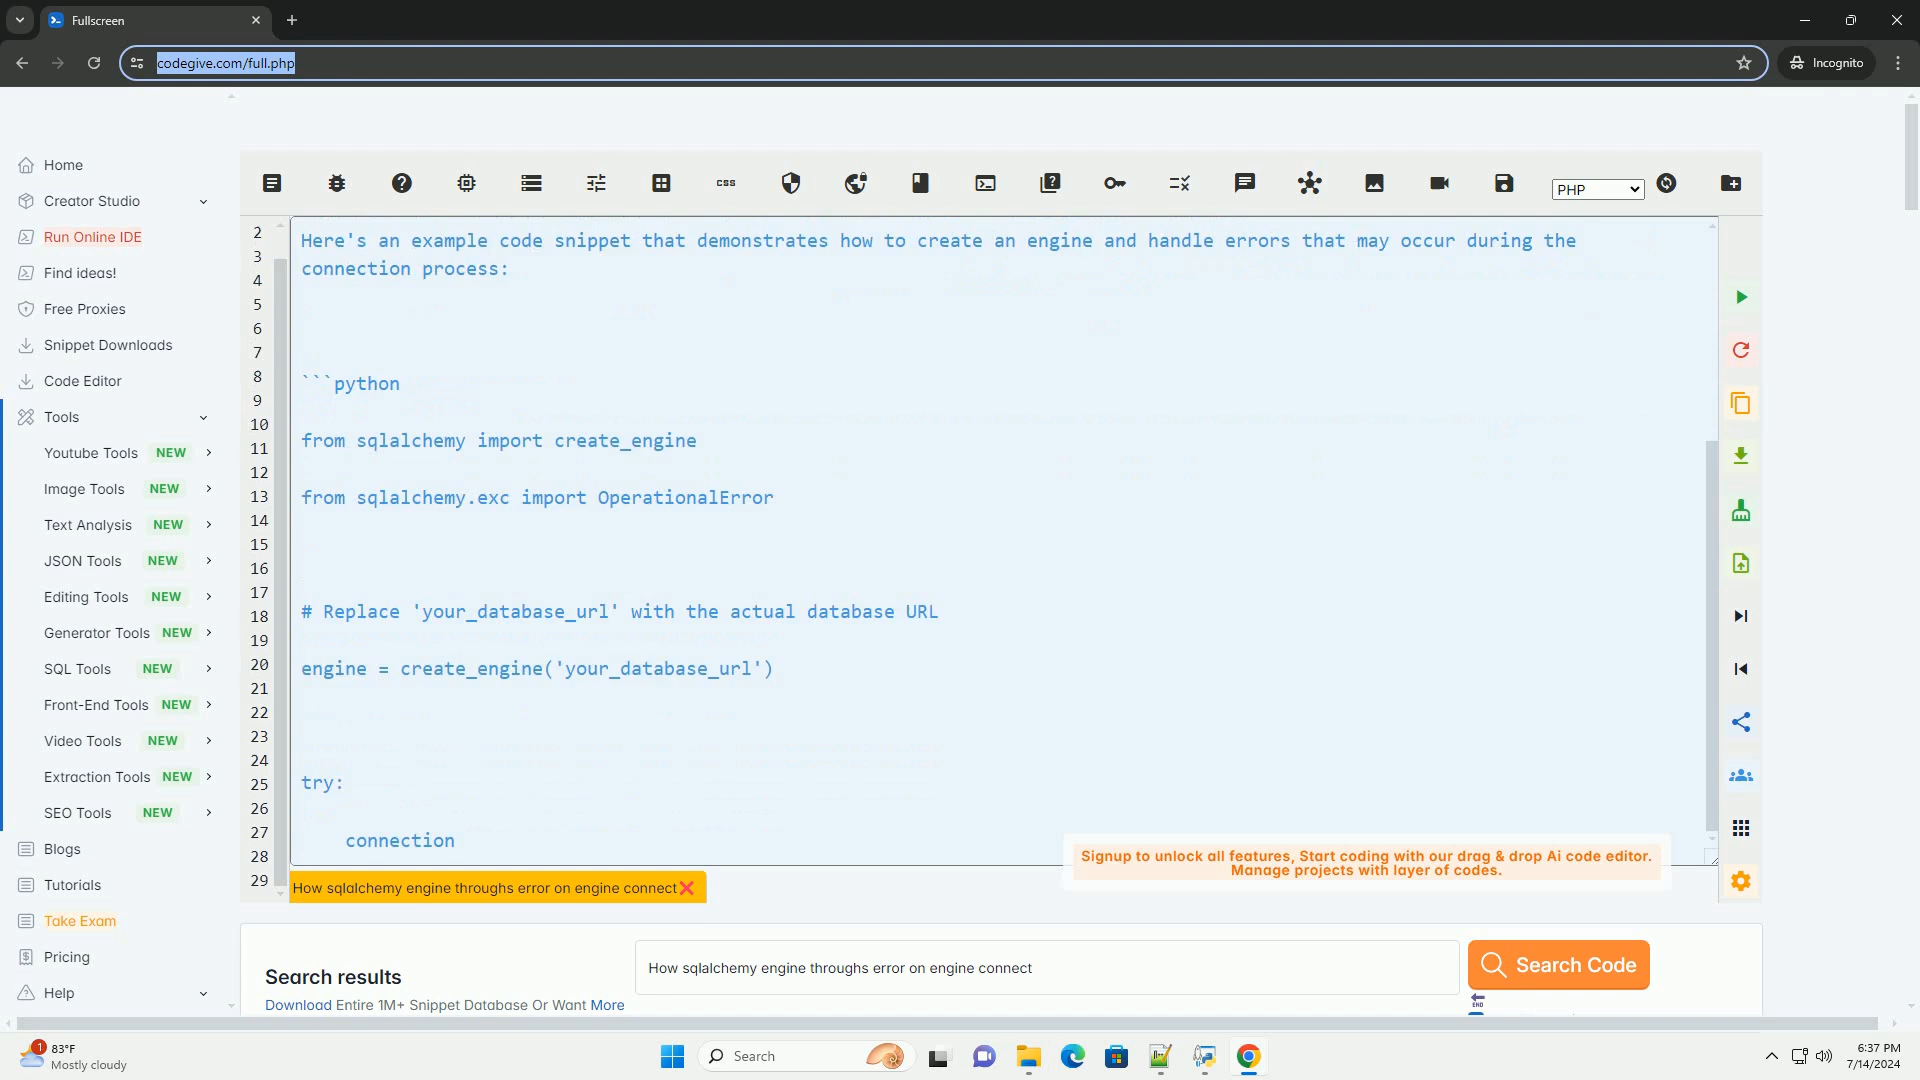 Fullscreen
codegive.com/full.php
Incognito
Home
Creator Studio
Run Online IDE
Find ideas!
Free Proxies
Snippet Downloads
Code Editor
Tools
Youtube Tools NEW
Image Tools NEW
Text Analysis NEW
JSON Tools NEW
Editing Tools NEW
Generator Tools NEW
SQL Tools NEW
Front-End Tools NEW
Video Tools NEW
Extraction Tools NEW
SEO Tools NEW
Blogs
Tutorials
Take Exam
Pricing
Help
css
PHP
2
3
4
5
6
7
8
9
10
11
12
13
14
15
16
17
18
19
20
21
22
23
24
25
26
27
28
29
Here's an example code snippet that demonstrates how to create an engine and handle errors that may occur during the
connection process:
```python
from sqlalchemy import create_engine
from sqlalchemy.exc import OperationalError
# Replace 'your_database_url' with the actual database URL
engine = create_engine('your_database_url')
try:
connection
Signup to unlock all features, Start coding with our drag & drop Ai code editor.
Manage projects with layer of codes.
How sqlalchemy engine throughs error on engine connect❌
Search results
Download Entire 1M+ Snippet Database Or Want More
How sqlalchemy engine throughs error on engine connect
Search Code
END
1
83°F
Mostly cloudy
Search
6:37 PM
7/14/2024